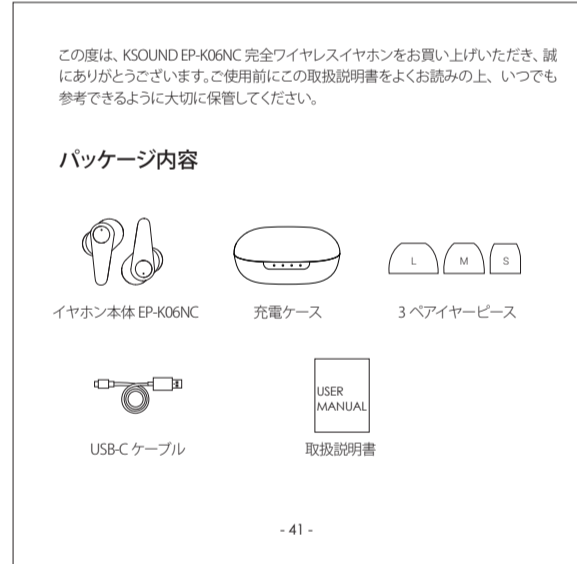 この度は、KSOUND EP-K06NC 完全ワイヤレスイヤホンをお買い上げいただき、誠
にありがとうございます。ご使用前にこの取扱説明書をよくお読みの上、いつでも
参考できるように大切に保管してください。
パッケージ内容
L M S
イヤホン本体 EP-K06NC 充電ケース 3 ペアイヤーピース
USER
MANUAL
USB-C ケーブル 取扱説明書
- 41 -